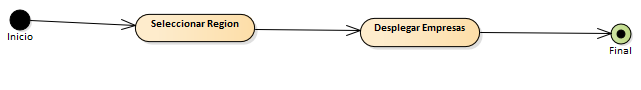 Inicio
Seleccionar Region
Desplegar Empresas
Final